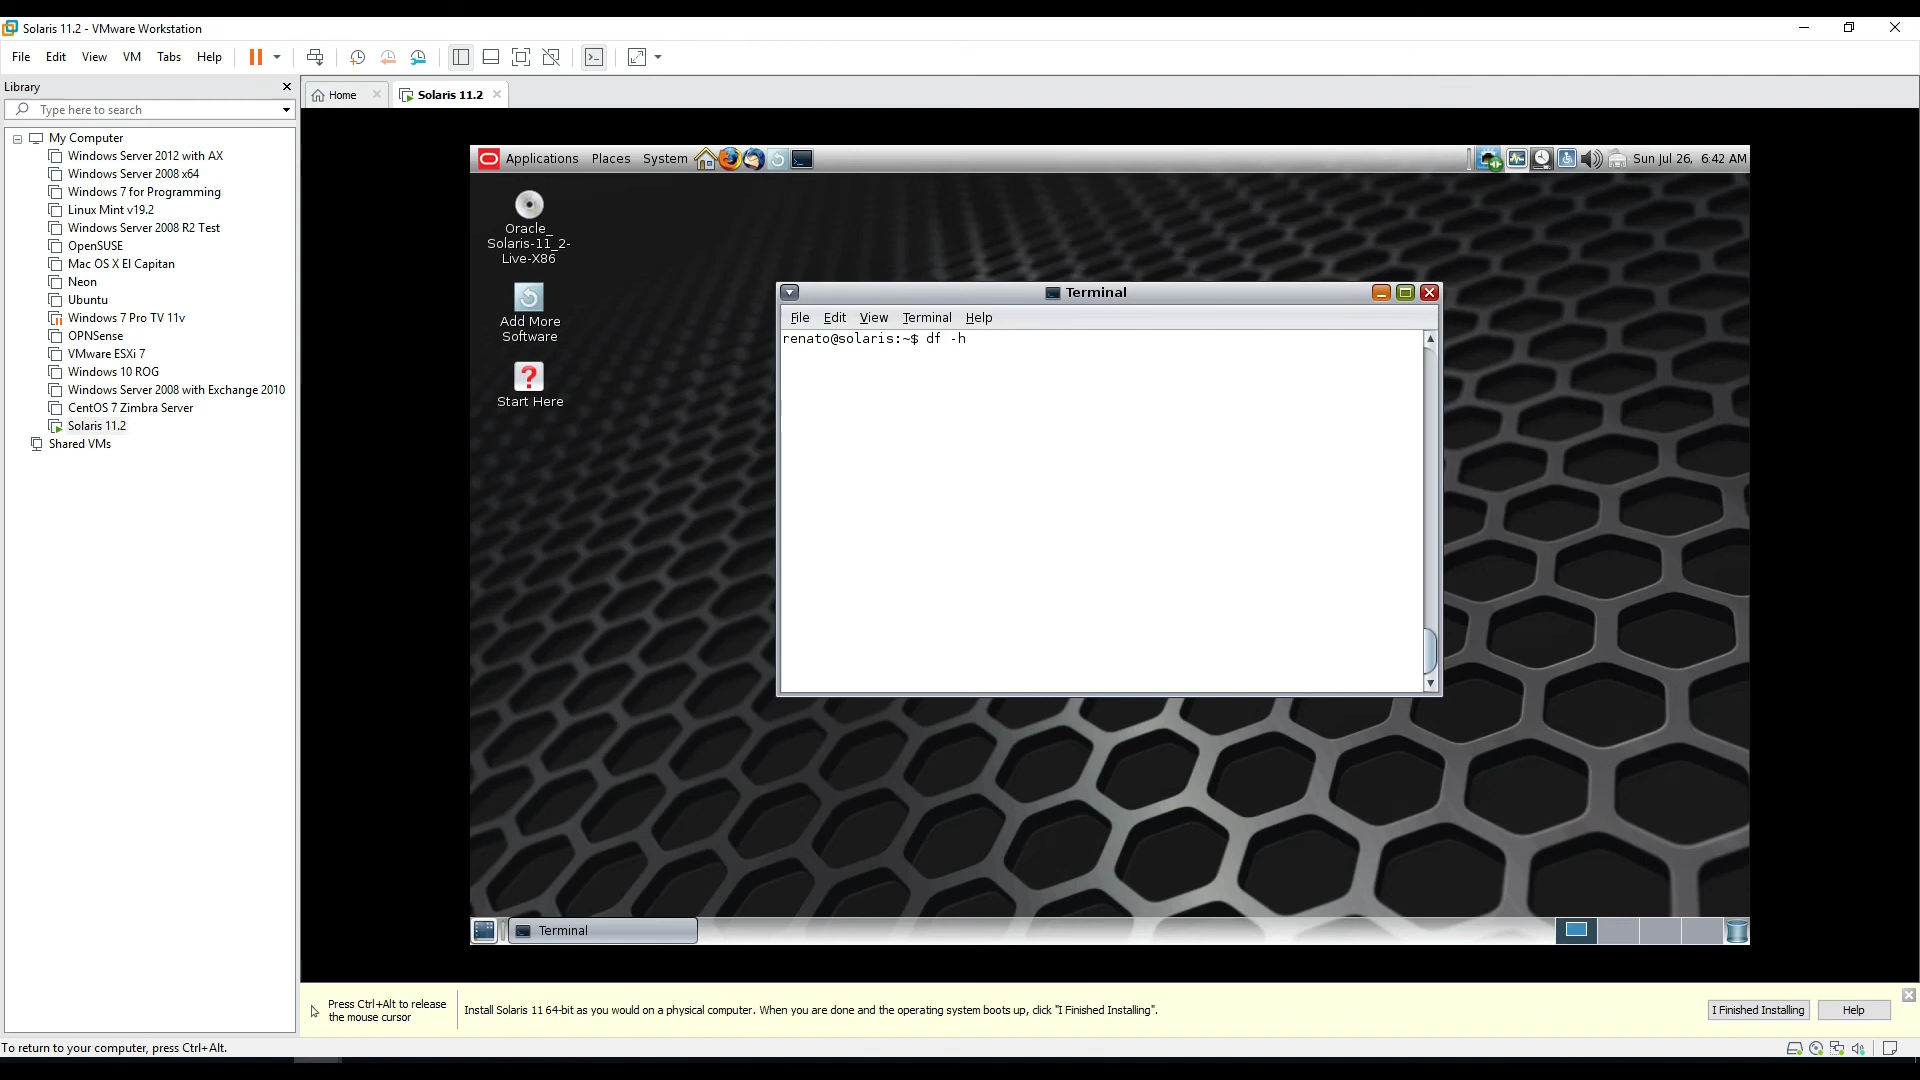 Solaris 11.2 - VMware Workstation
File Edit View VM Tabs Help
Library
Type here to search
My Computer
Windows Server 2012 with AX
Windows Server 2008 x64
Windows 7 for Programming
Linux Mint v19.2
Windows Server 2008 R2 Test
OpenSUSE
Mac OS X El Capitan
Neon
Ubuntu
Windows 7 Pro TV 11v
OPNSense
VMware ESXi 7
Windows 10 ROG
Windows Server 2008 with Exchange 2010
CentOS 7 Zimbra Server
Solaris 11.2
Shared VMs
Home Solaris 11.2
Applications Places System Sun Jul 26, 6:42 AM
Oracle_
Solaris-11_2-
Live-X86
Add More
Software
Start Here
Terminal
File Edit View Terminal Help
renato@solaris:~$ df -h
Terminal
Press Ctrl+Alt to release
the mouse cursor
Install Solaris 11 64-bit as you would on a physical computer. When you are done and the operating system boots up, click "I Finished Installing".
I Finished Installing Help
To return to your computer, press Ctrl+Alt.